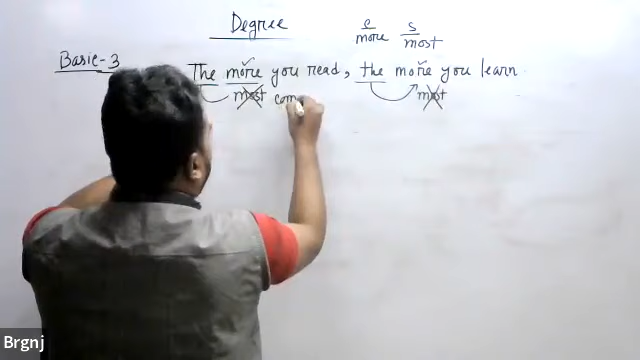 Degree
c s
more most
Basic-3
The more you read, the more you learn.
most com most
Brgnj